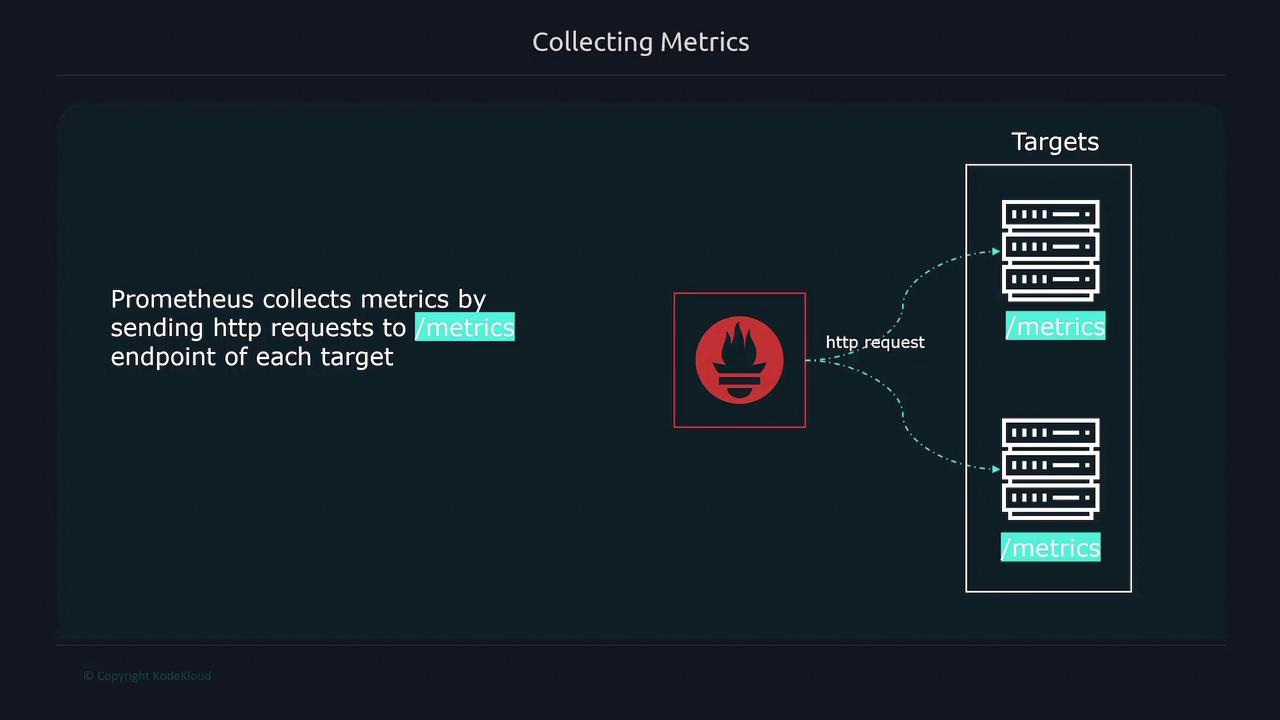 Collecting Metrics
Targets
Prometheus collects metrics by
sending http requests to /metrics
endpoint of each target
http request
/metrics
/metrics
© Copyright KodeKloud